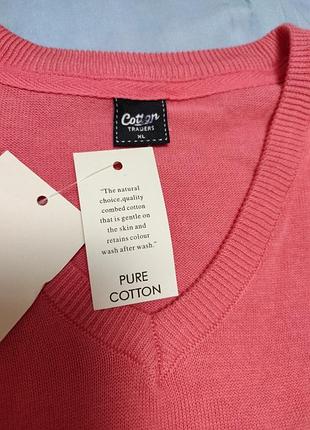 Cotton
TRADERS
XL
"The natural
choice,quality
combed cotton
that is gentle on
the skin and
retains colour
wash after wash."
PURE
COTTON